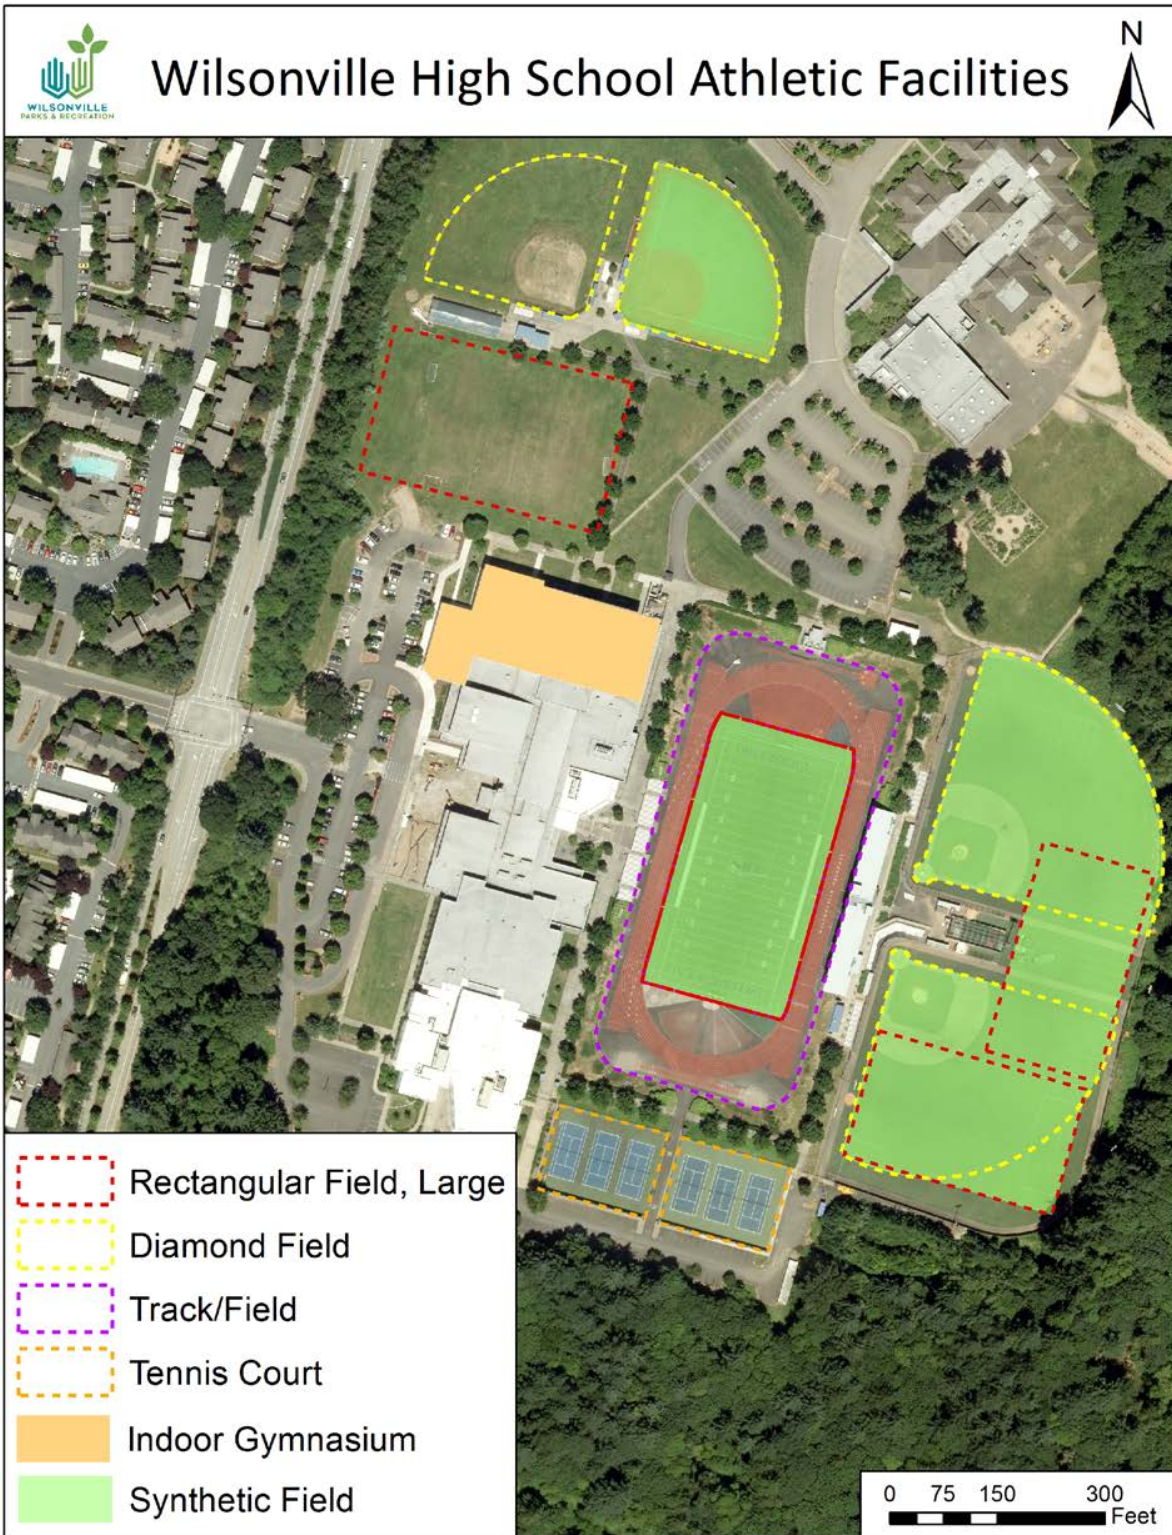 WILSONVILLE
PARKS & RECREATION
Wilsonville High School Athletic Facilities
N
Rectangular Field, Large
Diamond Field
Track/Field
Tennis Court
Indoor Gymnasium
Synthetic Field
0 75 150 300
Feet